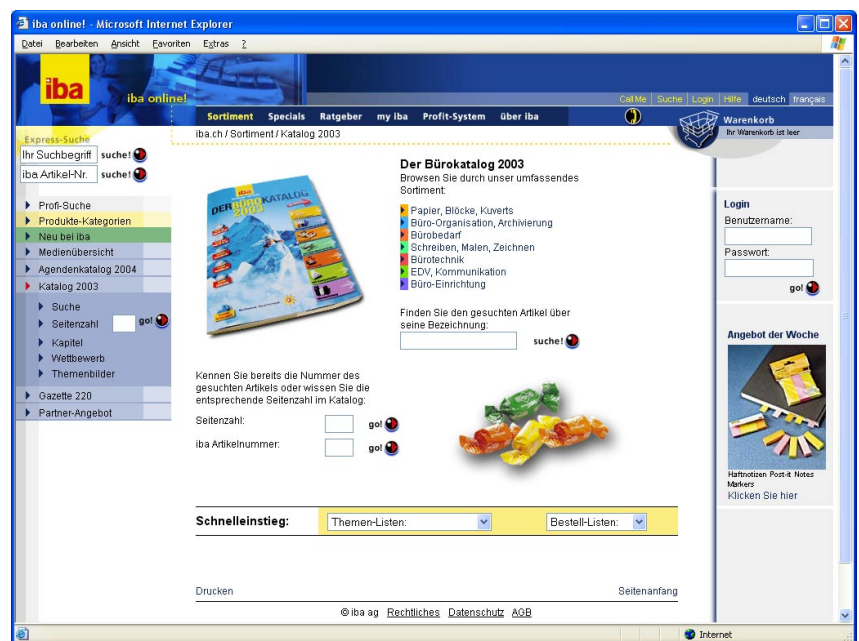 iba online! - Microsoft Internet Explorer
Datei Bearbeiten Ansicht Favoriten Extras ?
iba
iba online!
Call Me Suche Login Hilfe deutsch français
Sortiment Specials Ratgeber my iba Profit-System über iba
Warenkorb
Ihr Warenkorb ist leer
iba.ch / Sortiment / Katalog 2003
Express-Suche
Ihr Suchbegriff suche!
iba Artikel-Nr. suche!
Profi-Suche
Produkte-Kategorien
Neu bei iba
Medienübersicht
Agendenkatalog 2004
Katalog 2003
Suche
Seitenzahl go!
Kapitel
Wettbewerb
Themenbilder
Gazette 220
Partner-Angebot
iba
DER BÜROKATALOG
2003
Der Bürokatalog 2003
Browsen Sie durch unser umfassendes
Sortiment:
Papier, Blöcke, Kuverts
Büro-Organisation, Archivierung
Bürobedarf
Schreiben, Malen, Zeichnen
Bürotechnik
EDV, Kommunikation
Büro-Einrichtung
Finden Sie den gesuchten Artikel über
seine Bezeichnung:
suche!
Kennen Sie bereits die Nummer des
gesuchten Artikels oder wissen Sie die
entsprechende Seitenzahl im Katalog:
Seitenzahl: go!
iba Artikelnummer: go!
Schnelleinstieg: Themen-Listen: Bestell-Listen:
Drucken Seitenanfang
© iba ag Rechtliches Datenschutz AGB
Login
Benutzername:
Passwort:
go!
Angebot der Woche
Haftnotizen Post-it Notes
Markers
Klicken Sie hier
Internet